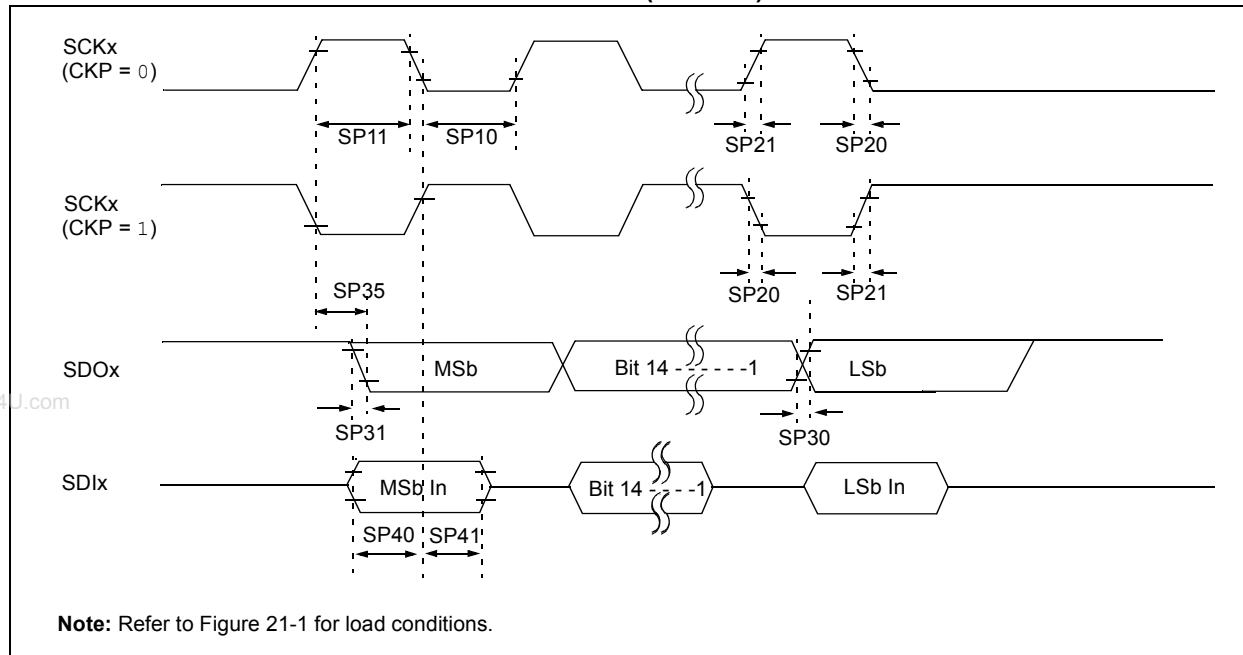 SCKx
(CKP = 0)
SP11
SP10
SP21
SP20
SCKx
(CKP = 1)
SP35
SP20
SP21
SDOx
MSb
Bit 14 - - - - - -1
LSb
4U.com
SP31
SP30
SDIx
MSb In
Bit 14 - - - -1
LSb In
SP40
SP41
Note: Refer to Figure 21-1 for load conditions.